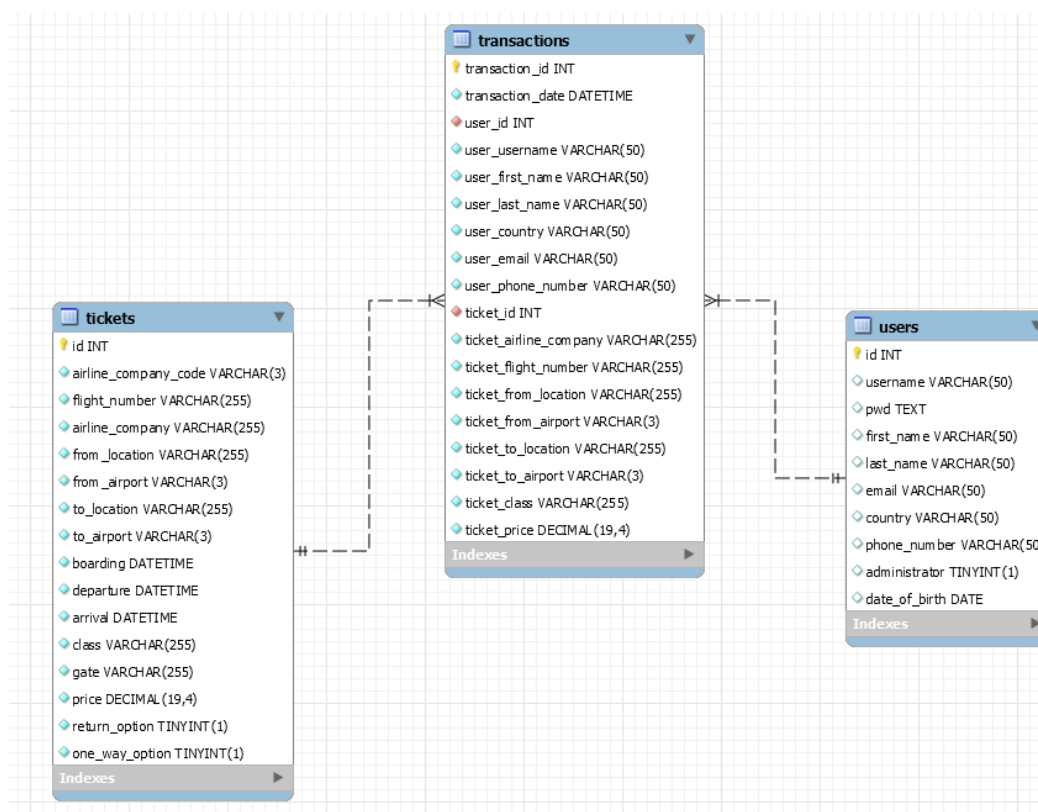 transactions
transaction_id INT
transaction_date DATETIME
user_id INT
user_username VARCHAR(50)
user_first_name VARCHAR(50)
user_last_name VARCHAR(50)
user_country VARCHAR(50)
user_email VARCHAR(50)
user_phone_number VARCHAR(50)
ticket_id INT
ticket_airline_company VARCHAR(255)
ticket_flight_number VARCHAR(255)
ticket_from_location VARCHAR(255)
ticket_from_airport VARCHAR(3)
ticket_to_location VARCHAR(255)
ticket_to_airport VARCHAR(3)
ticket_class VARCHAR(255)
ticket_price DECIMAL(19,4)
Indexes
tickets
id INT
airline_company_code VARCHAR(3)
flight_number VARCHAR(255)
airline_company VARCHAR(255)
from_location VARCHAR(255)
from_airport VARCHAR(3)
to_location VARCHAR(255)
to_airport VARCHAR(3)
boarding DATETIME
departure DATETIME
arrival DATETIME
class VARCHAR(255)
gate VARCHAR(255)
price DECIMAL(19,4)
return_option TINYINT(1)
one_way_option TINYINT(1)
Indexes
users
id INT
username VARCHAR(50)
pwd TEXT
first_name VARCHAR(50)
last_name VARCHAR(50)
email VARCHAR(50)
country VARCHAR(50)
phone_number VARCHAR(50
administrator TINYINT(1)
date_of_birth DATE
Indexes